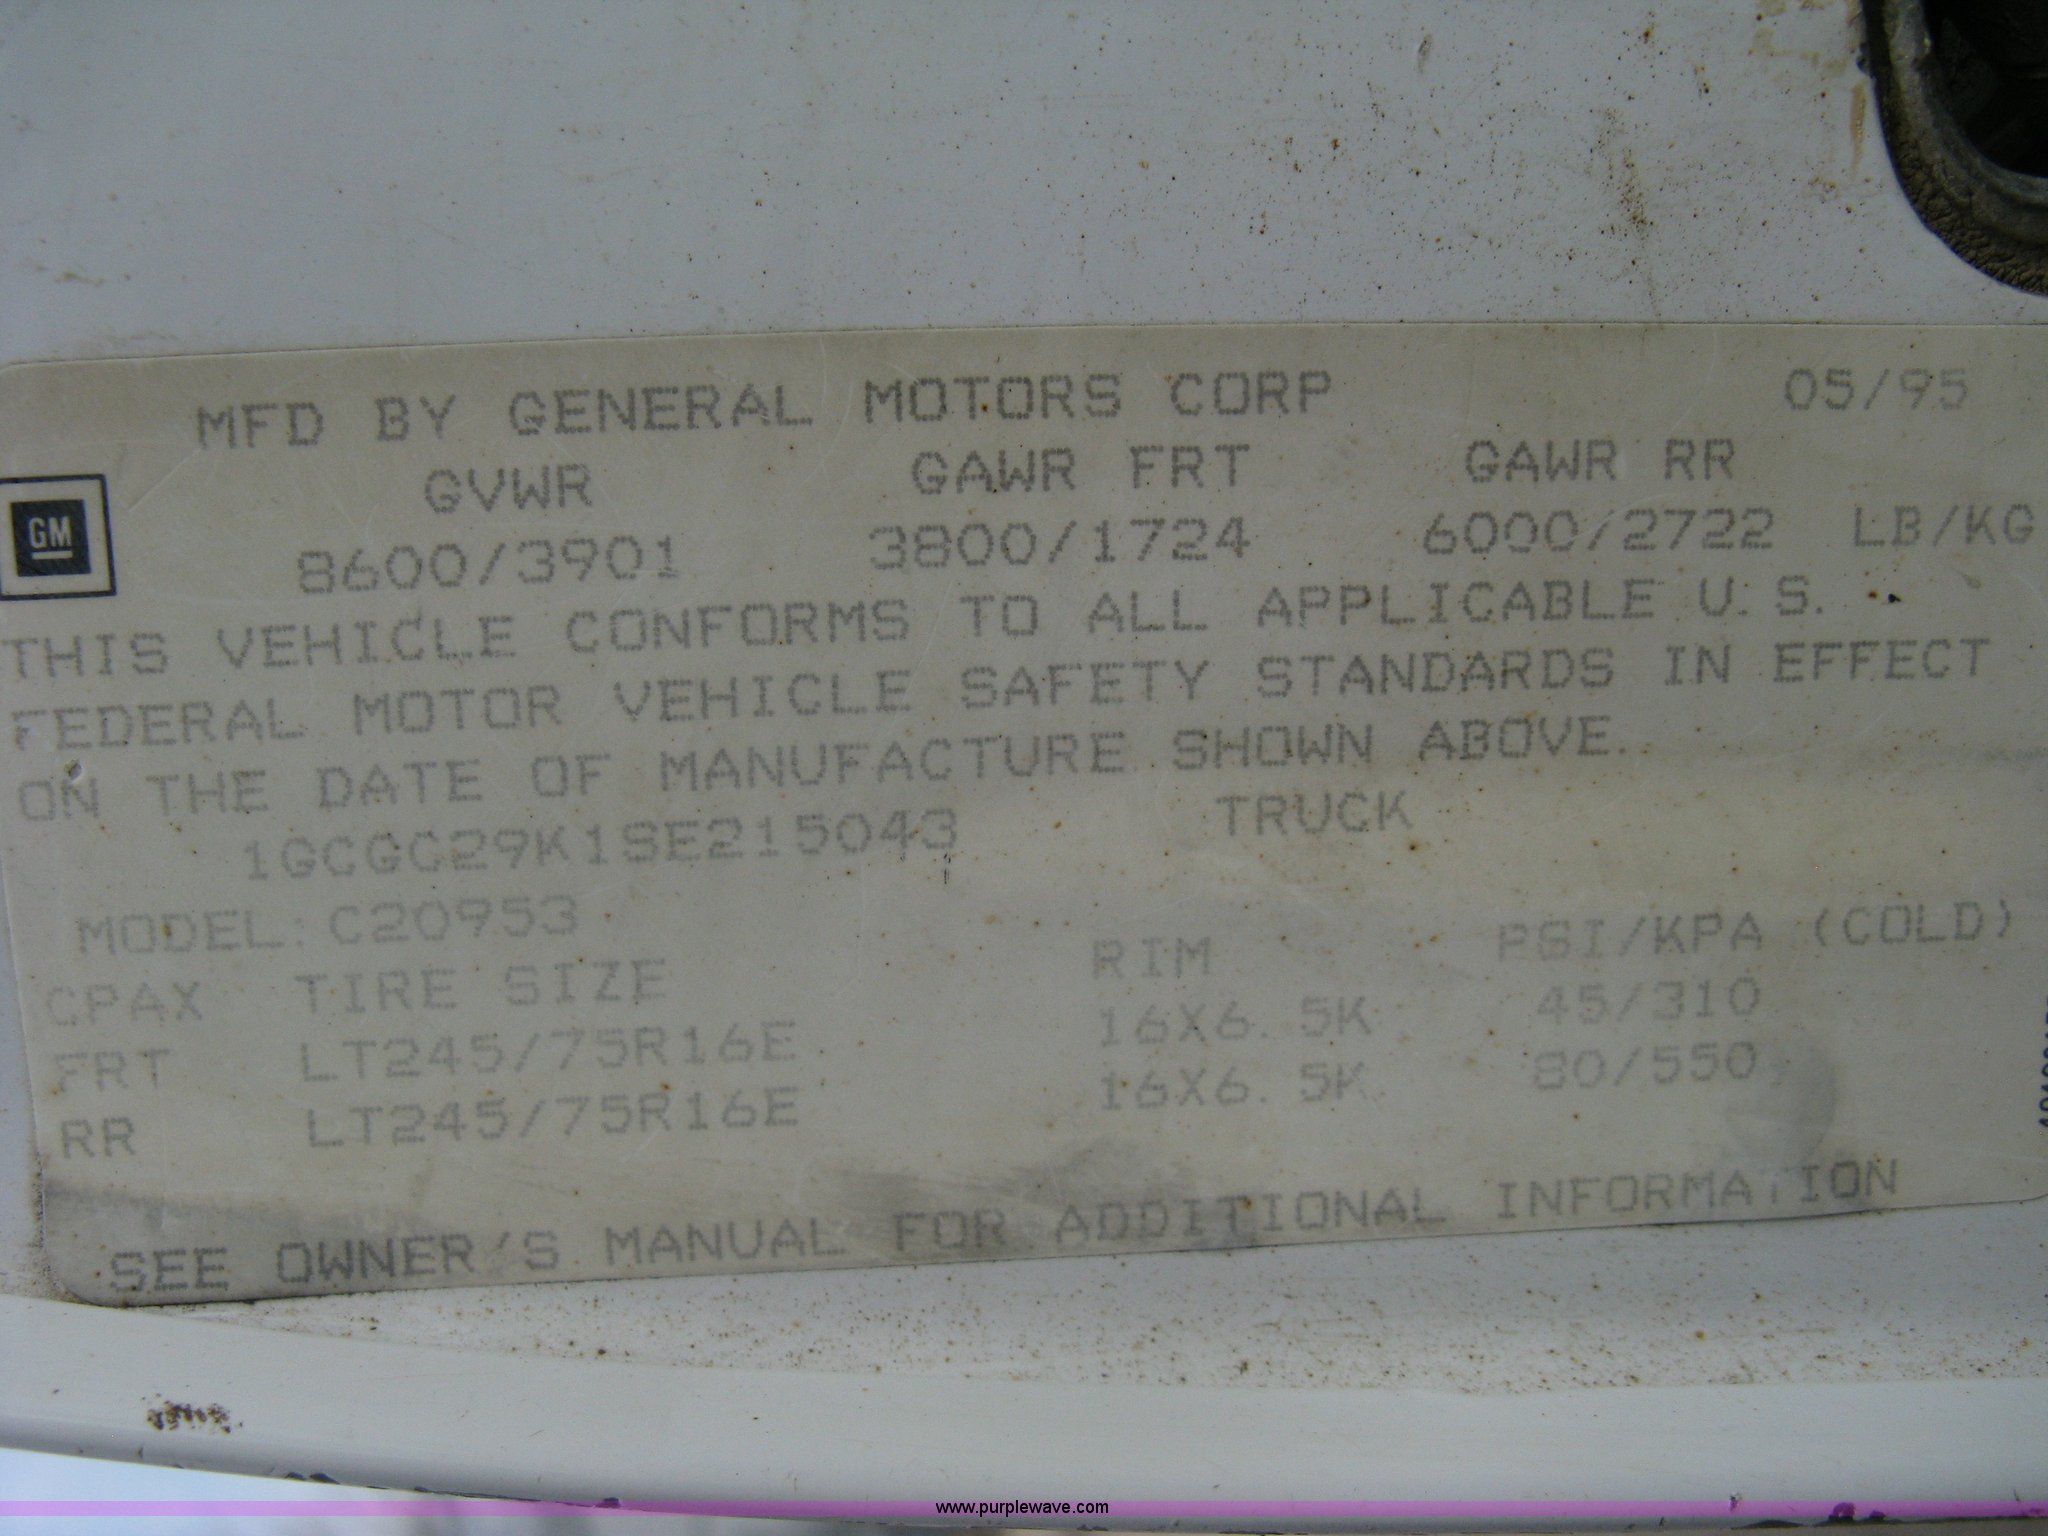 MFD BY GENERAL MOTORS CORP 05/95
GVWR GAWR FRT GAWR RR
GM
8600/3901 3800/1724 6000/2722 LB/KG
THIS VEHICLE CONFORMS TO ALL APPLICABLE U.S.
FEDERAL MOTOR VEHICLE SAFETY STANDARDS IN EFFECT
ON THE DATE OF MANUFACTURE SHOWN ABOVE.
1GCGC29K1SE215043 TRUCK
MODEL: C20953
CPAX TIRE SIZE RIM PSI/KPA (COLD)
FRT LT245/75R16E 16X6.5K 45/310
RR LT245/75R16E 16X6.5K 80/550
SEE OWNER'S MANUAL FOR ADDITIONAL INFORMATION
www.purplewave.com